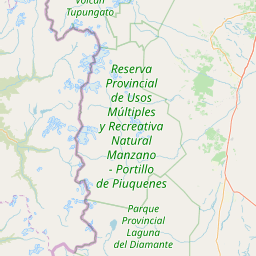 Volcán
Tupungato
Reserva
Provincial
de Usos
Múltiples
y Recreativa
Natural
Manzano
- Portillo
de Piuquenes
Parque
Provincial
Laguna
del Diamante